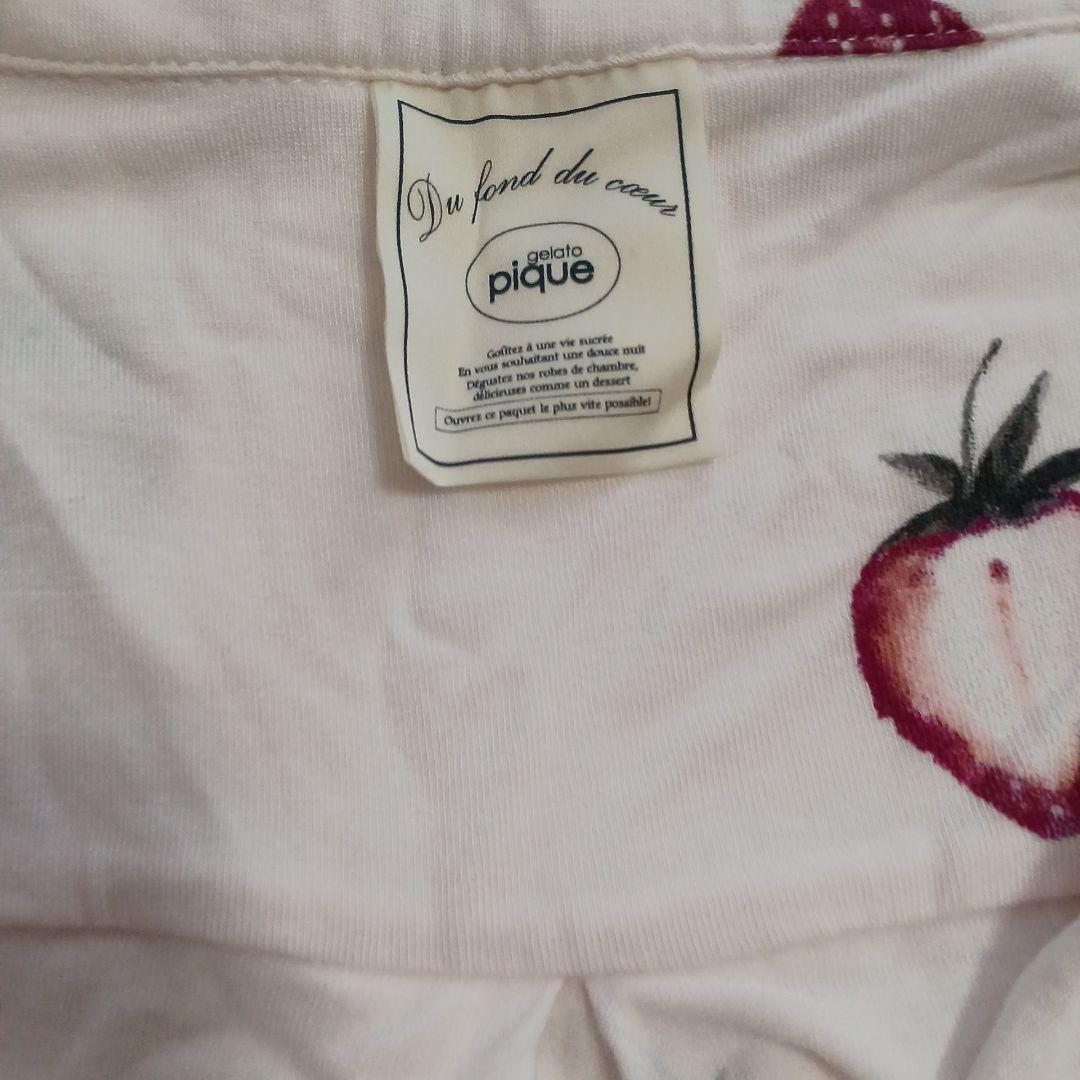 Du fond du cœur
gelato
pique
Goûtez à une vie sucrée
En vous souhaitant une douce nuit
Dégustez nos robes de chambre,
délicieuses comme un dessert
Ouvrez ce paquet le plus vite possible!